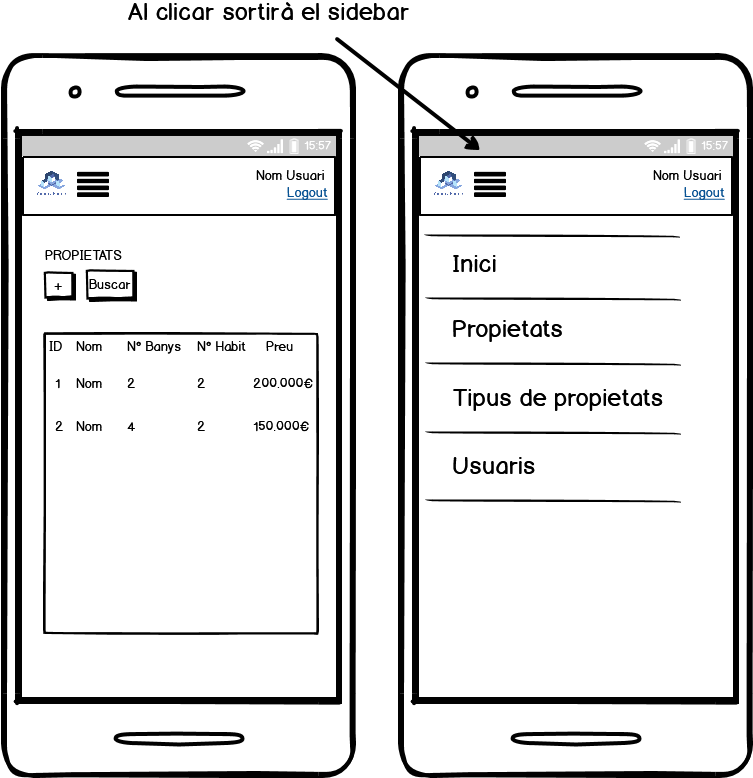 Al clicar sortirà el sidebar
15:57
Nom Usuari
Logout
PROPIETATS
+ Buscar
ID Nom Nº Banys Nº Habit Preu
1 Nom 2 2 200.000€
2 Nom 4 2 150.000€
15:57
Nom Usuari
Logout
Inici
Propietats
Tipus de propietats
Usuaris